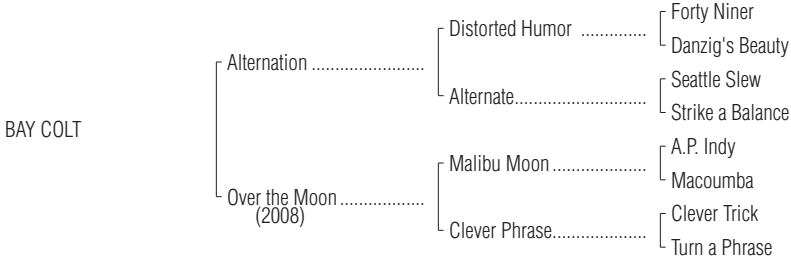 Forty Niner
Distorted Humor ..............
Danzig's Beauty
Alternation ........................
Seattle Slew
Alternate............................
Strike a Balance
BAY COLT
A.P. Indy
Malibu Moon ....................
Macoumba
Over the Moon ..................
(2008)
Clever Trick
Clever Phrase....................
Turn a Phrase